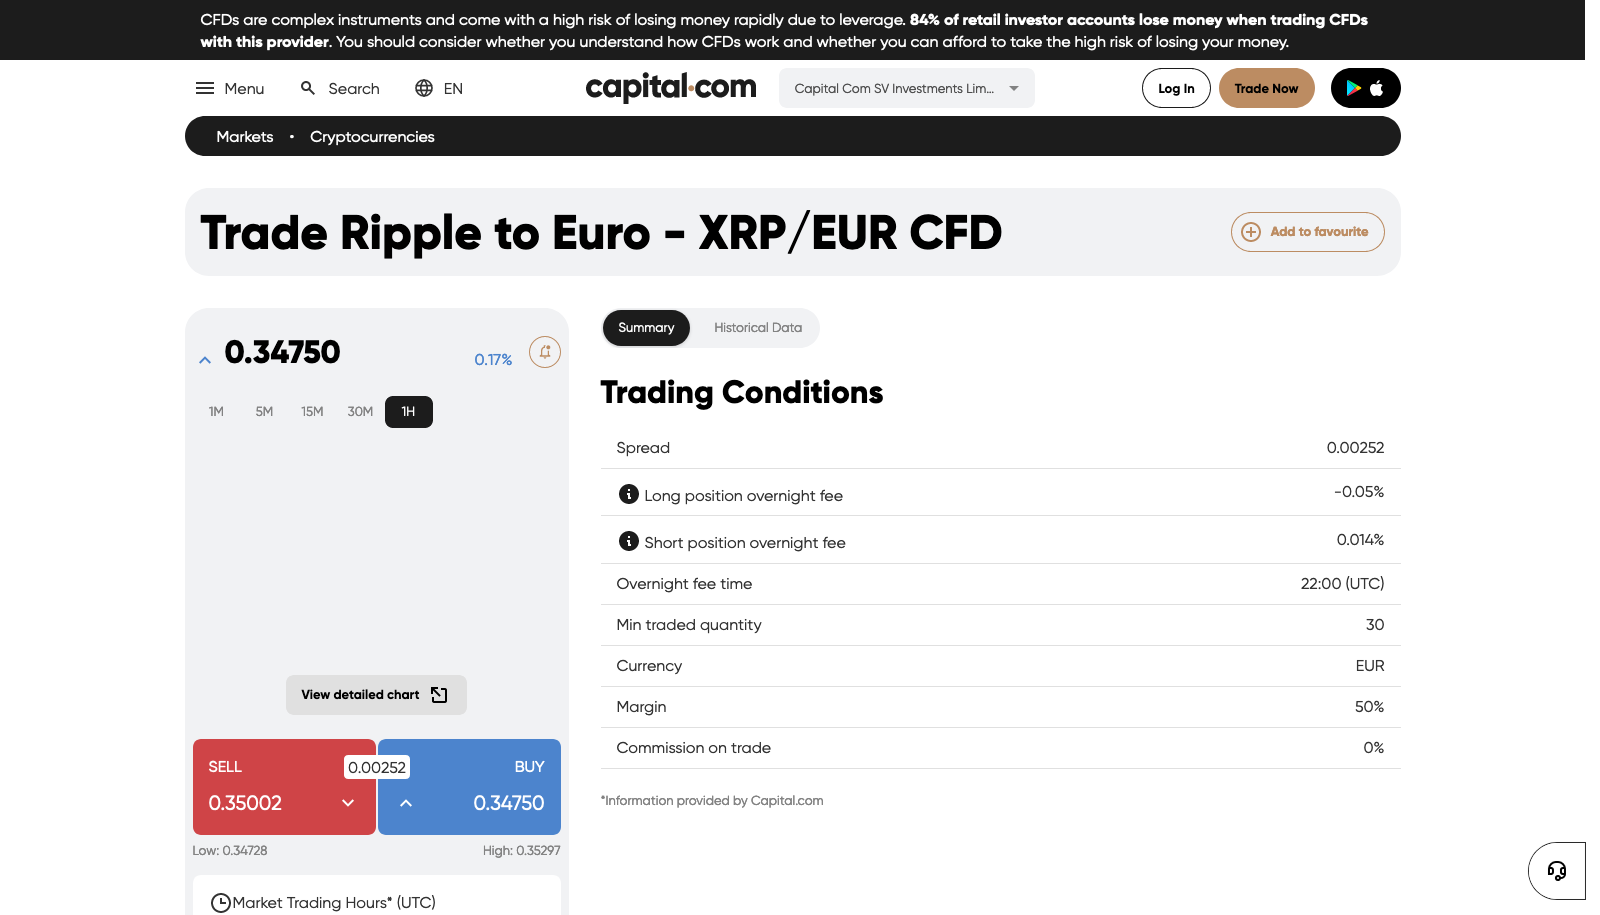 CFDs are complex instruments and come with a high risk of losing money rapidly due to leverage. 84% of retail investor accounts lose money when trading CFDs
with this provider. You should consider whether you understand how CFDs work and whether you can afford to take the high risk of losing your money.
Menu Search EN capital.com Capital Com SV Investments Lim... Log In Trade Now
Markets • Cryptocurrencies
Trade Ripple to Euro - XRP/EUR CFD Add to favourite
0.34750 0.17%
1M 5M 15M 30M 1H
View detailed chart
SELL 0.00252 BUY
0.35002 0.34750
Low: 0.34728 High: 0.35297
Market Trading Hours* (UTC)
Summary Historical Data
Trading Conditions
Spread 0.00252
Long position overnight fee -0.05%
Short position overnight fee 0.014%
Overnight fee time 22:00 (UTC)
Min traded quantity 30
Currency EUR
Margin 50%
Commission on trade 0%
*Information provided by Capital.com